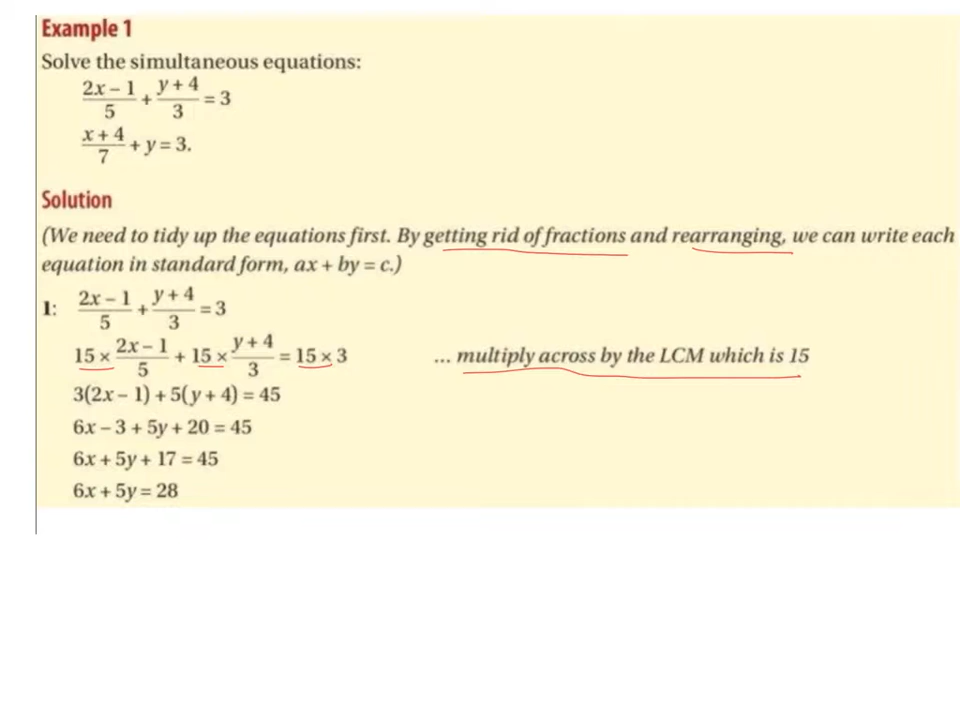 Example 1
Solve the simultaneous equations:
(2x – 1)/5 + (y + 4)/3 = 3
(x + 4)/7 + y = 3.
Solution
(We need to tidy up the equations first. By getting rid of fractions and rearranging, we can write each
equation in standard form, ax + by = c.)
1: (2x – 1)/5 + (y + 4)/3 = 3
15 × (2x – 1)/5 + 15 × (y + 4)/3 = 15 × 3 ... multiply across by the LCM which is 15
3(2x – 1) + 5(y + 4) = 45
6x – 3 + 5y + 20 = 45
6x + 5y + 17 = 45
6x + 5y = 28